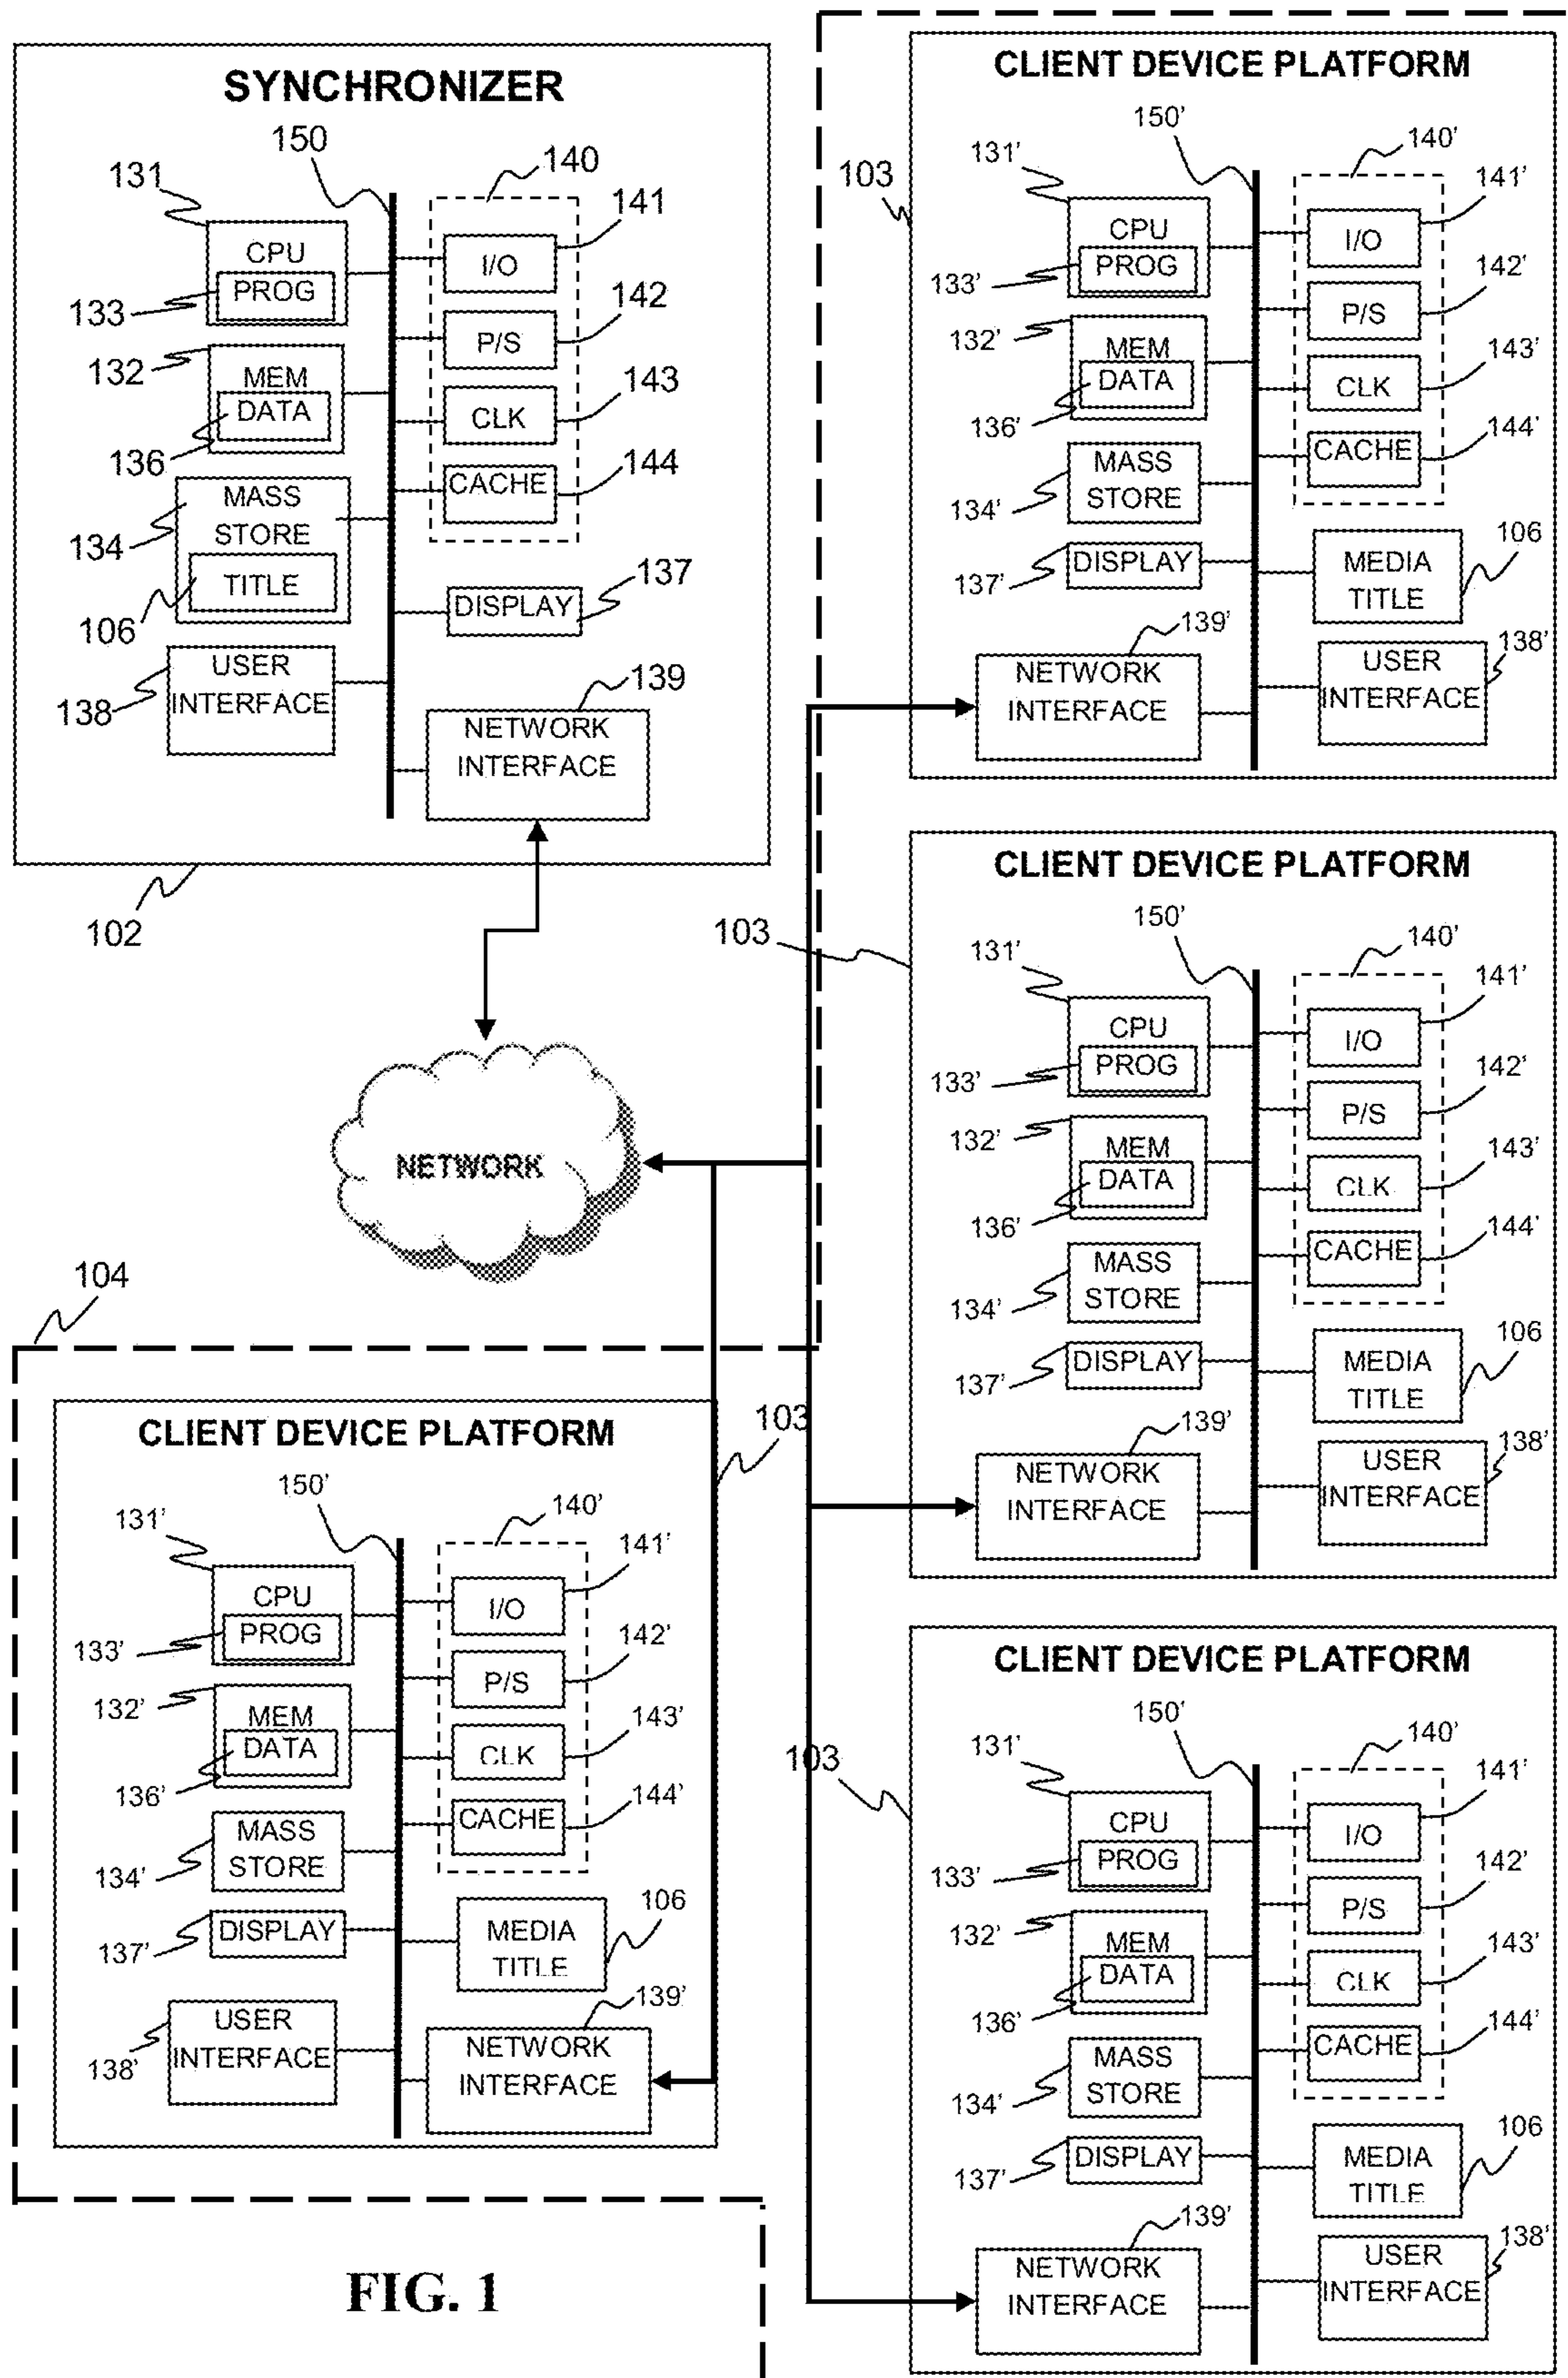 SYNCHRONIZER
150
140
131
141
CPU
I/O
PROG
133
142
P/S
132
MEM
143
DATA
CLK
136
144
MASS
CACHE
STORE
134
TITLE
137
DISPLAY
106
USER
139
INTERFACE
138
NETWORK
INTERFACE
102
NETWORK
104
CLIENT DEVICE PLATFORM
103
150'
140'
131'
141'
CPU
I/O
133'
PROG
142'
P/S
132'
MEM
143'
DATA
CLK
136'
144'
MASS
CACHE
134'
STORE
106
DISPLAY
MEDIA
137'
TITLE
139'
USER
NETWORK
138'
INTERFACE
INTERFACE
FIG. 1
CLIENT DEVICE PLATFORM
103
150'
140'
131'
141'
CPU
I/O
133'
PROG
142'
P/S
132'
MEM
143'
DATA
CLK
136'
144'
MASS
CACHE
134'
STORE
106
DISPLAY
MEDIA
137'
TITLE
139'
138'
NETWORK
USER
INTERFACE
INTERFACE
CLIENT DEVICE PLATFORM
103
150'
140'
131'
141'
CPU
I/O
133'
PROG
142'
P/S
132'
MEM
143'
DATA
CLK
136'
144'
MASS
CACHE
134'
STORE
106
DISPLAY
MEDIA
137'
TITLE
139'
138'
NETWORK
USER
INTERFACE
INTERFACE
CLIENT DEVICE PLATFORM
103
150'
140'
131'
141'
CPU
I/O
133'
PROG
142'
P/S
132'
MEM
143'
DATA
CLK
136'
144'
MASS
CACHE
134'
STORE
106
DISPLAY
MEDIA
137'
TITLE
139'
138'
NETWORK
USER
INTERFACE
INTERFACE